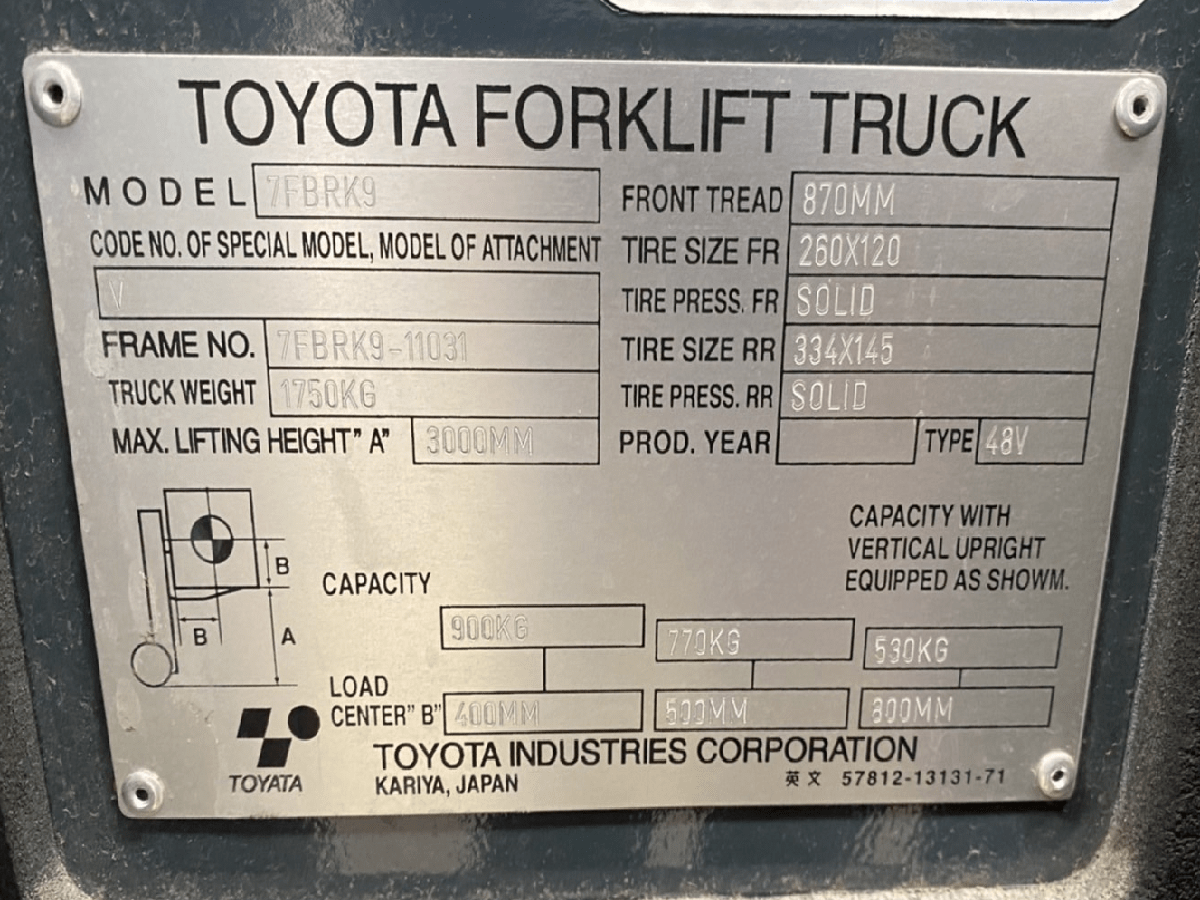 TOYOTA FORKLIFT TRUCK
MODEL 7FBRK9
CODE NO. OF SPECIAL MODEL, MODEL OF ATTACHMENT
V
FRAME NO. 7FBRK9-11031
TRUCK WEIGHT 1750KG
MAX. LIFTING HEIGHT” A” 3000MM
FRONT TREAD 870MM
TIRE SIZE FR 260X120
TIRE PRESS. FR SOLID
TIRE SIZE RR 334X145
TIRE PRESS. RR SOLID
PROD. YEAR TYPE 48V
B
B
A
CAPACITY WITH
VERTICAL UPRIGHT
EQUIPPED AS SHOWM.
CAPACITY 900KG 770KG 530KG
LOAD
CENTER” B” 400MM 500MM 800MM
TOYATA
TOYOTA INDUSTRIES CORPORATION
KARIYA, JAPAN 英文 57812-13131-71